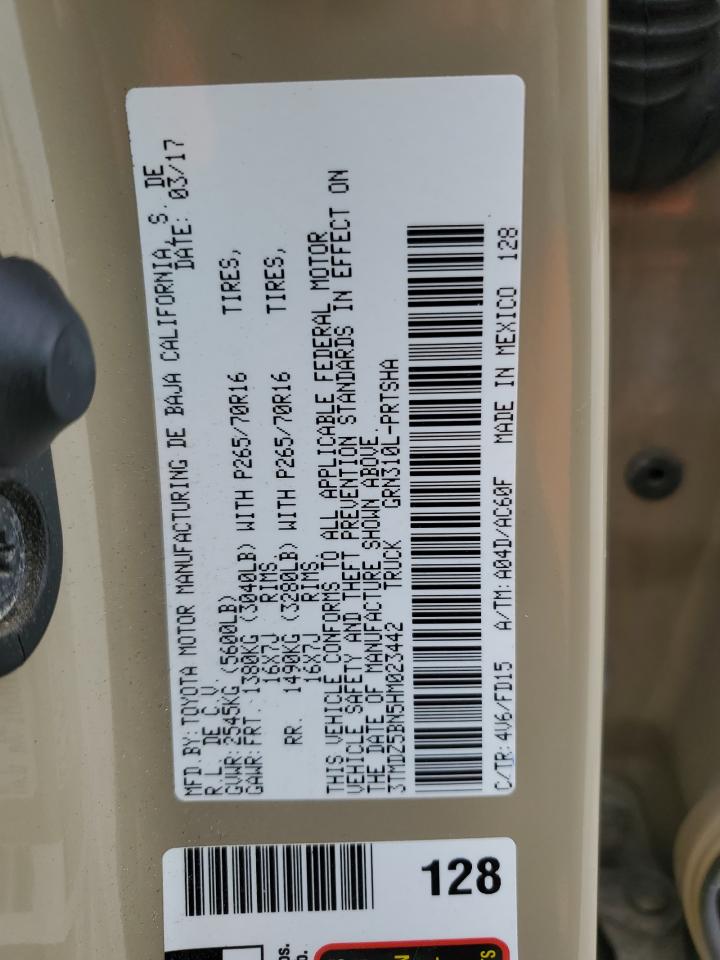 MFD.BY:TOYOTA MOTOR MANUFACTURING DE BAJA CALIFORNIA, S. DE
R.L. DE C.V. DATE: 03/17
GVWR:2545KG (5600LB)
GAWR:FRT: 1380KG (3040LB) WITH P265/70R16 TIRES,
16X7J RIMS,
RR. 1490KG (3280LB) WITH P265/70R16 TIRES,
16X7J RIMS.
THIS VEHICLE CONFORMS TO ALL APPLICABLE FEDERAL MOTOR
VEHICLE SAFETY AND THEFT PREVENTION STANDARDS IN EFFECT ON
THE DATE OF MANUFACTURE SHOWN ABOVE.
3TMDZ5BN5HM023442 TRUCK GRN310L-PRTSHA
C/TR:4V6/FD15 A/TM:A04D/AC60F MADE IN MEXICO 128
128